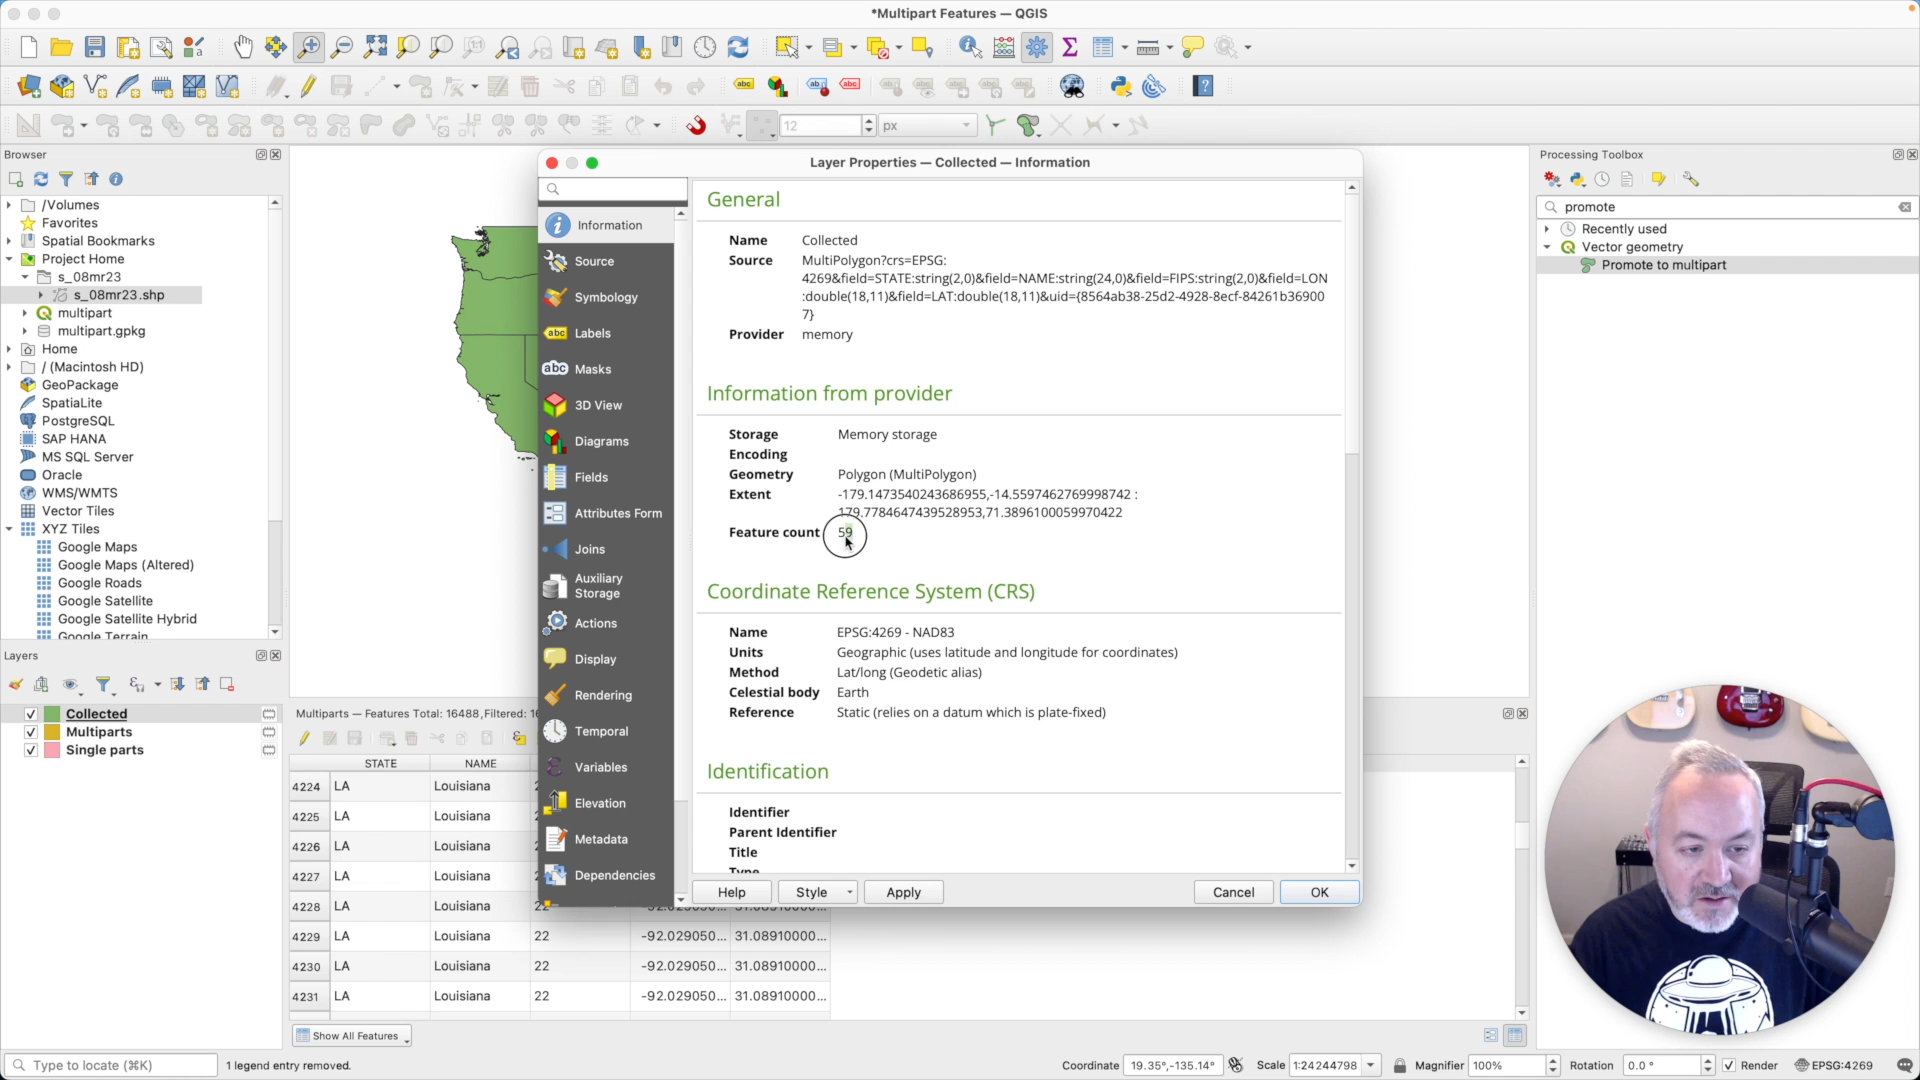 *Multipart Features — QGIS
12
px
Browser
/Volumes
Favorites
Spatial Bookmarks
Project Home
s_08mr23
s_08mr23.shp
multipart
multipart.gpkg
Home
/ (Macintosh HD)
GeoPackage
SpatiaLite
PostgreSQL
SAP HANA
MS SQL Server
Oracle
WMS/WMTS
Vector Tiles
XYZ Tiles
Google Maps
Google Maps (Altered)
Google Roads
Google Satellite
Google Satellite Hybrid
Google Terrain
Layers
Collected
Multiparts
Single parts
Layer Properties — Collected — Information
Information
Source
Symbology
Labels
Masks
3D View
Diagrams
Fields
Attributes Form
Joins
Auxiliary
Storage
Actions
Display
Rendering
Temporal
Variables
Elevation
Metadata
Dependencies
General
Name Collected
Source MultiPolygon?crs=EPSG:
4269&field=STATE:string(2,0)&field=NAME:string(24,0)&field=FIPS:string(2,0)&field=LON
:double(18,11)&field=LAT:double(18,11)&uid={8564ab38-25d2-4928-8ecf-84261b36900
7}
Provider memory
Information from provider
Storage Memory storage
Encoding
Geometry Polygon (MultiPolygon)
Extent -179.1473540243686955,-14.5597462769998742 :
179.7784647439528953,71.3896100059970422
Feature count 59
Coordinate Reference System (CRS)
Name EPSG:4269 - NAD83
Units Geographic (uses latitude and longitude for coordinates)
Method Lat/long (Geodetic alias)
Celestial body Earth
Reference Static (relies on a datum which is plate-fixed)
Identification
Identifier
Parent Identifier
Title
Type
Help Style Apply Cancel OK
Processing Toolbox
promote
Recently used
Vector geometry
Promote to multipart
Multiparts — Features Total: 16488, Filtered: 16
STATE NAME
4224 LA Louisiana
4225 LA Louisiana
4226 LA Louisiana
4227 LA Louisiana
4228 LA Louisiana
4229 LA Louisiana 22 -92.029050... 31.08910000...
4230 LA Louisiana 22 -92.029050... 31.08910000...
4231 LA Louisiana 22 -92.029050... 31.08910000...
Show All Features
Type to locate (⌘K) 1 legend entry removed. Coordinate 19.35°,-135.14° Scale 1:24244798 Magnifier 100% Rotation 0.0 ° Render EPSG:4269